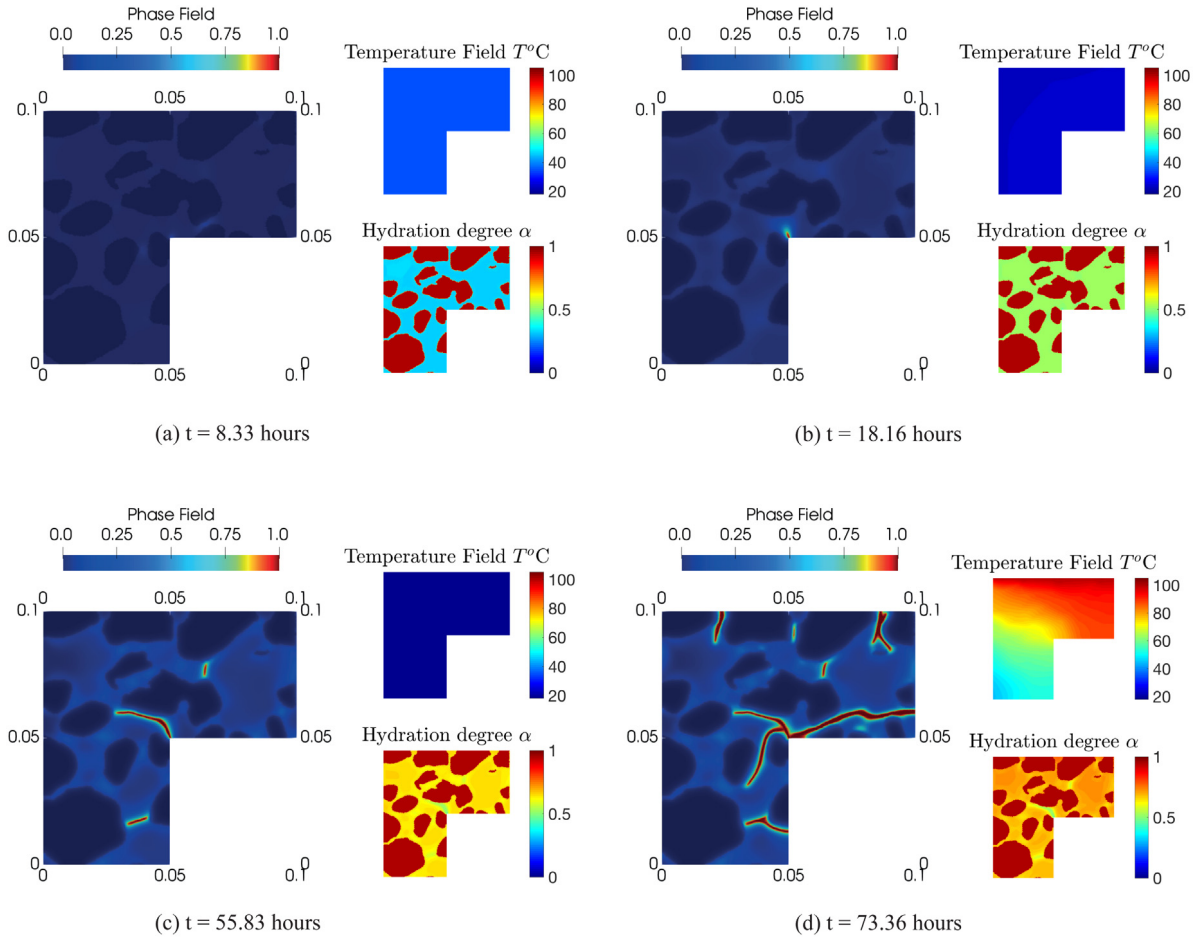 Phase Field
0.0 0.25 0.5 0.75 1.0
0 0.05 0.1
0.1 0.1
0.05 0.05
0 0
0 0.05 0.1
Temperature Field T°C
100
80
60
40
20
Hydration degree α
1
0.5
0
(a) t = 8.33 hours
Phase Field
0.0 0.25 0.5 0.75 1.0
0 0.05 0.1
0.1 0.1
0.05 0.05
0 0
0 0.05 0.1
Temperature Field T°C
100
80
60
40
20
Hydration degree α
1
0.5
0
(b) t = 18.16 hours
Phase Field
0.0 0.25 0.5 0.75 1.0
0 0.05 0.1
0.1 0.1
0.05 0.05
0 0
0 0.05 0.1
Temperature Field T°C
100
80
60
40
20
Hydration degree α
1
0.5
0
(c) t = 55.83 hours
Phase Field
0.0 0.25 0.5 0.75 1.0
0 0.05 0.1
0.1 0.1
0.05 0.05
0 0
0 0.05 0.1
Temperature Field T°C
100
80
60
40
20
Hydration degree α
1
0.5
0
(d) t = 73.36 hours